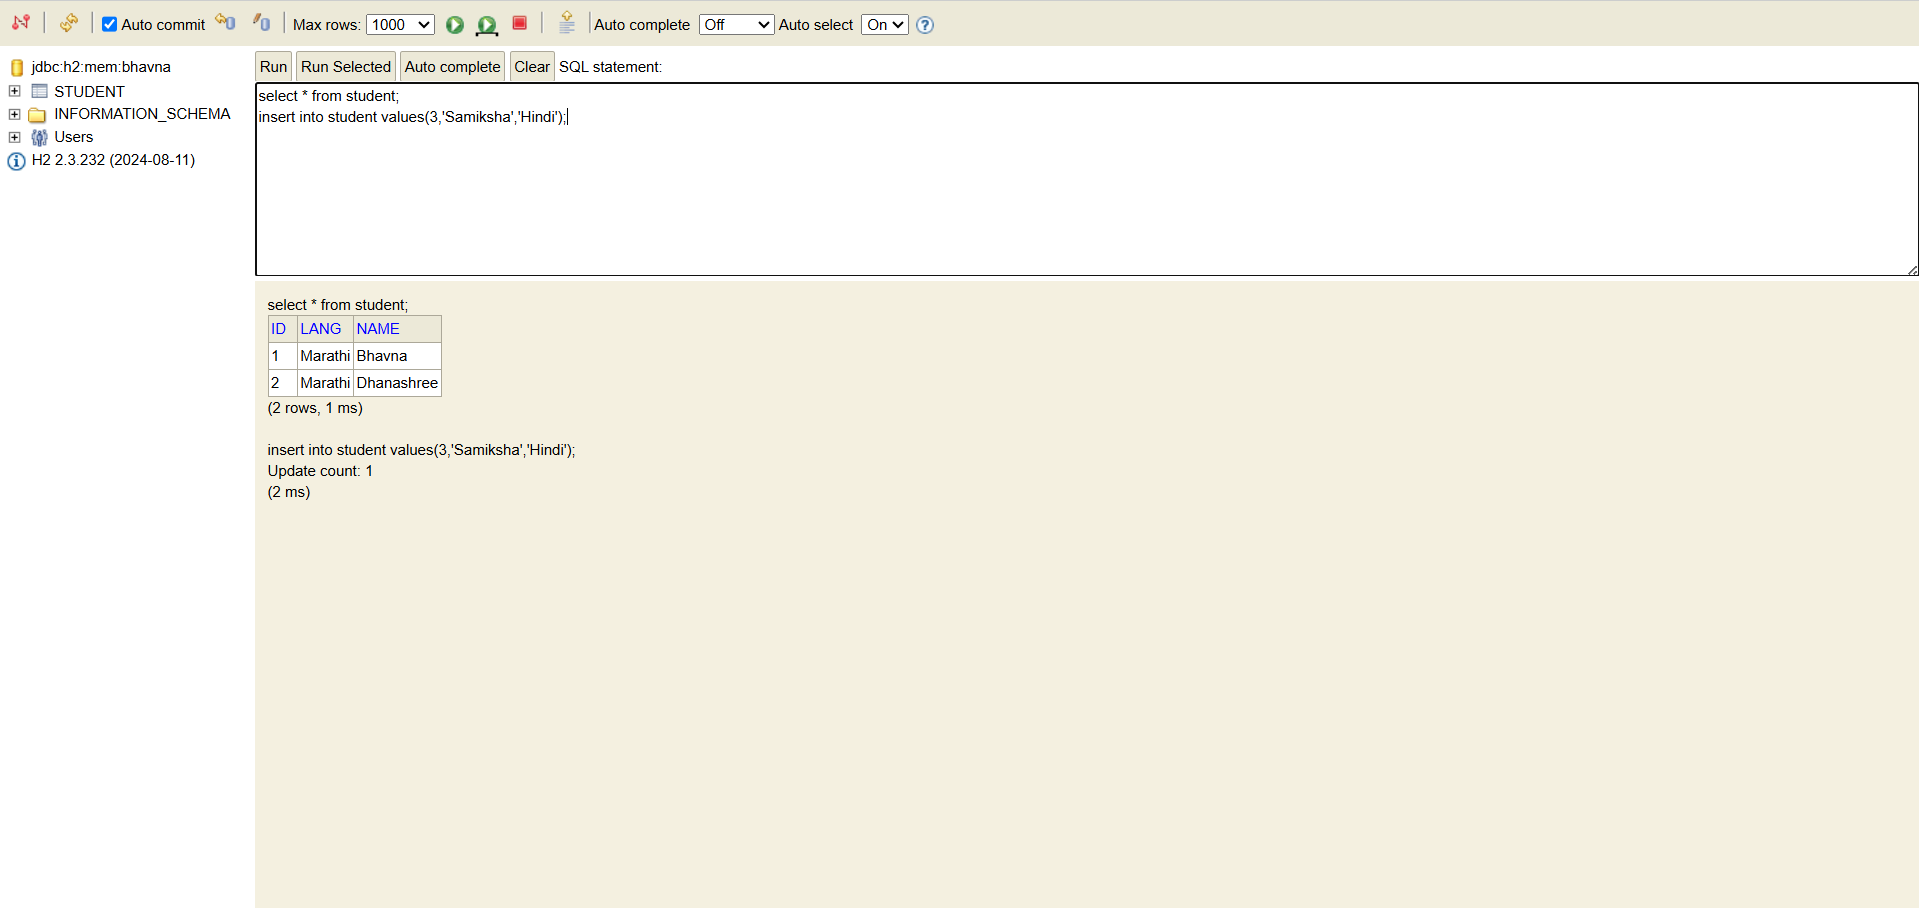 Auto commit Max rows: 1000 Auto complete Off Auto select On ?
jdbc:h2:mem:bhavna
STUDENT
INFORMATION_SCHEMA
Users
H2 2.3.232 (2024-08-11)
Run Run Selected Auto complete Clear SQL statement:
select * from student;
insert into student values(3,'Samiksha','Hindi');
select * from student;
ID LANG NAME
1 Marathi Bhavna
2 Marathi Dhanashree
(2 rows, 1 ms)
insert into student values(3,'Samiksha','Hindi');
Update count: 1
(2 ms)